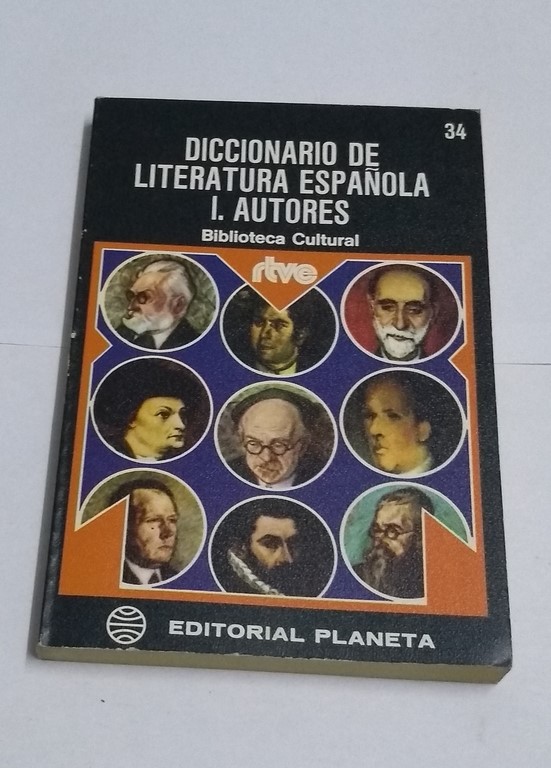 34
DICCIONARIO DE
LITERATURA ESPAÑOLA
I. AUTORES
Biblioteca Cultural
rtve
EDITORIAL PLANETA